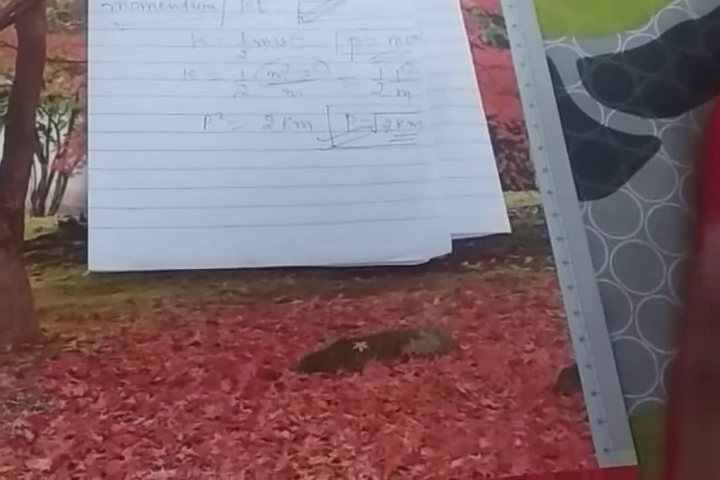 momentum / KE
K = 1/2 mv² p = mv
K = 1/2 m²v²/m = 1/2 p²/m
P² = 2Km P = √2Km